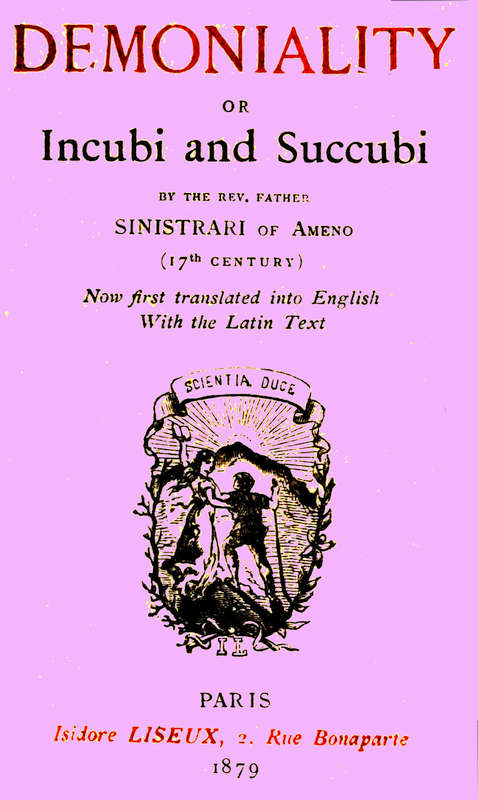 DEMONIALITY
OR
Incubi and Succubi
BY THE REV. FATHER
SINISTRARI OF AMENO
(17th CENTURY)
Now first translated into English
With the Latin Text
SCIENTIA DUCE
IL
PARIS
Isidore LISEUX, 2. Rue Bonaparte
1879